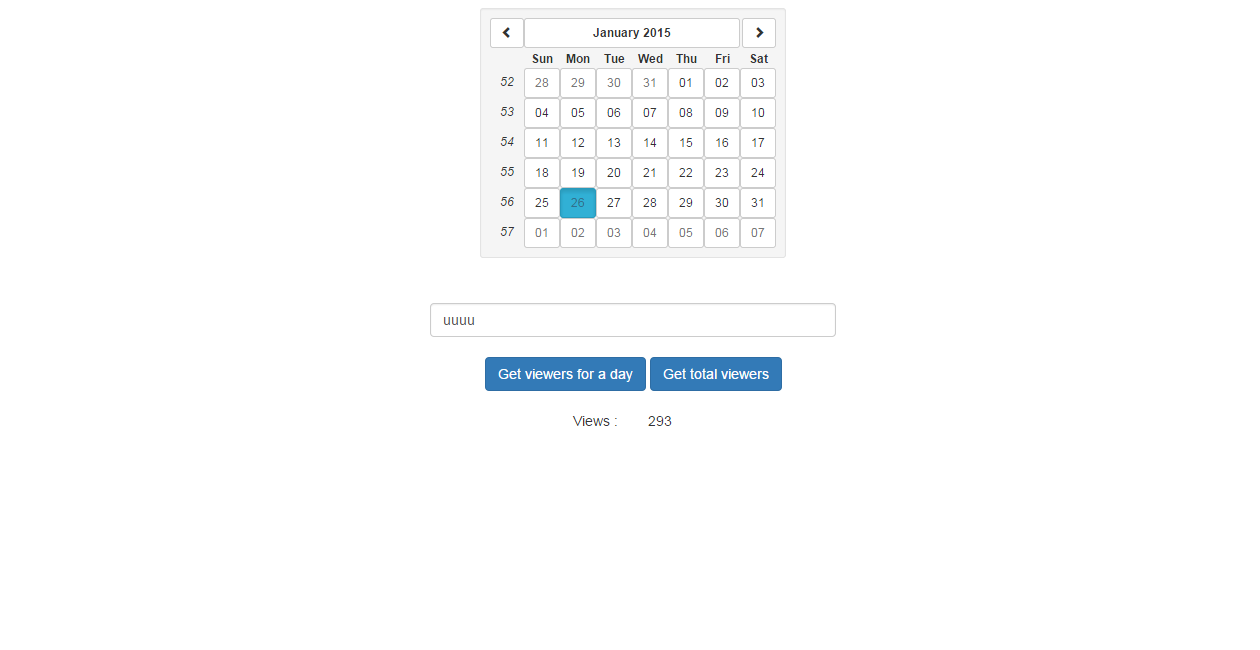 January 2015
Sun Mon Tue Wed Thu Fri Sat
52 28 29 30 31 01 02 03
53 04 05 06 07 08 09 10
54 11 12 13 14 15 16 17
55 18 19 20 21 22 23 24
56 25 26 27 28 29 30 31
57 01 02 03 04 05 06 07
uuuu
Get viewers for a day Get total viewers
Views : 293